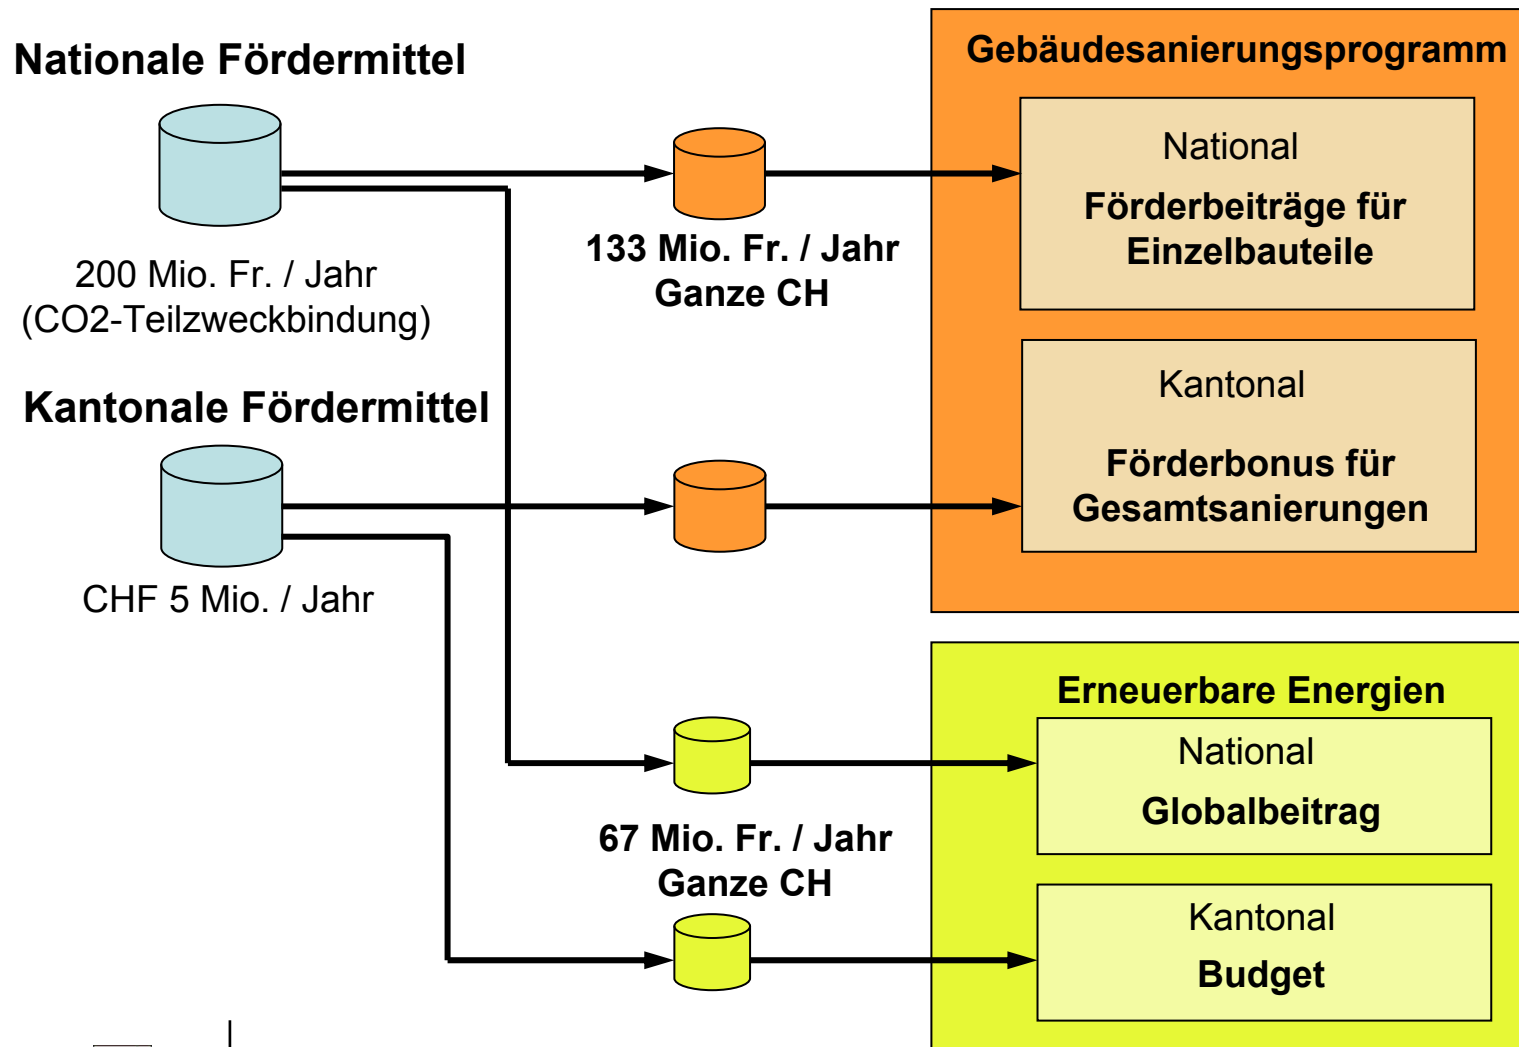 Nationale Fördermittel
200 Mio. Fr. / Jahr
(CO2-Teilzweckbindung)
Kantonale Fördermittel
CHF 5 Mio. / Jahr
133 Mio. Fr. / Jahr
Ganze CH
67 Mio. Fr. / Jahr
Ganze CH
Gebäudesanierungsprogramm
National
Förderbeiträge für
Einzelbauteile
Kantonal
Förderbonus für
Gesamtsanierungen
Erneuerbare Energien
National
Globalbeitrag
Kantonal
Budget